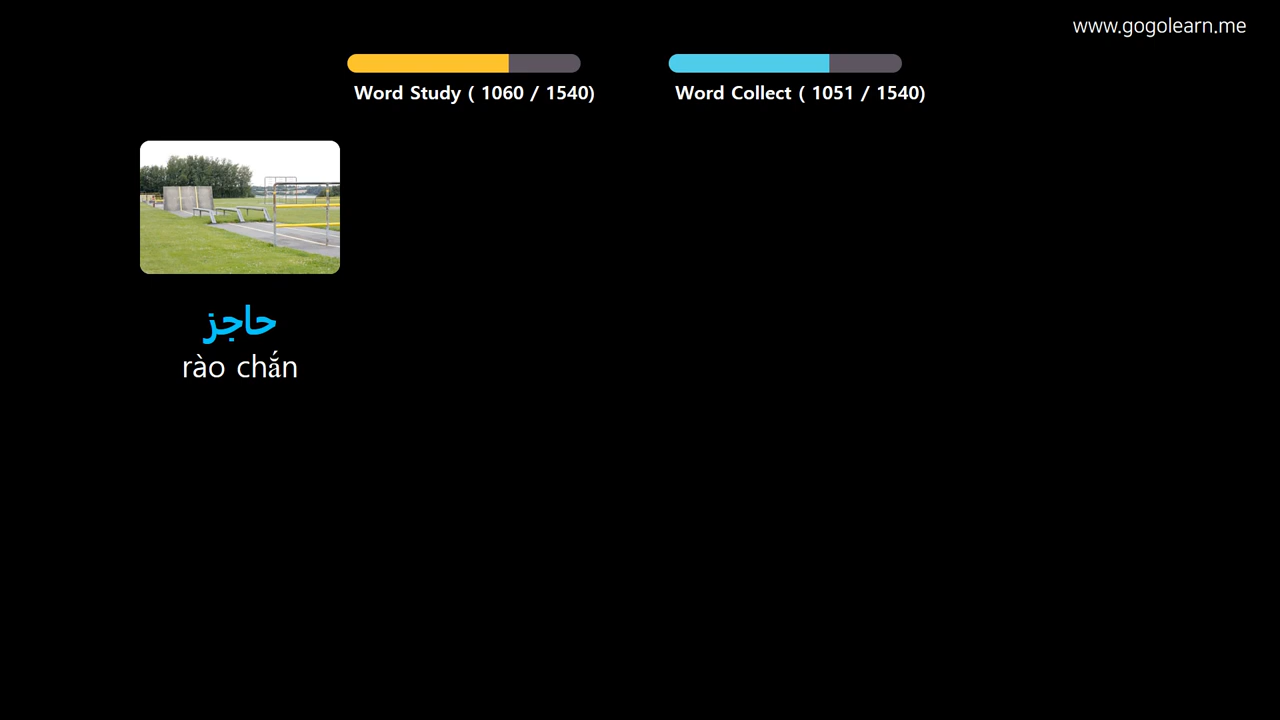 www.gogolearn.me
Word Study ( 1060 / 1540)
Word Collect ( 1051 / 1540)
حاجز
rào chắn